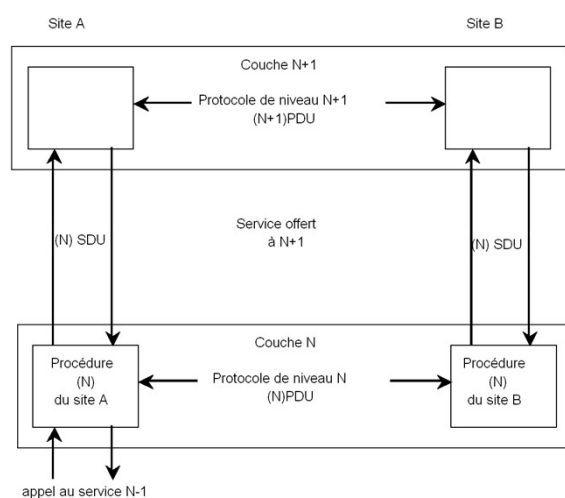 Site A
Site B
Couche N+1
Protocole de niveau N+1
(N+1)PDU
(N) SDU
Service offert
à N+1
(N) SDU
Couche N
Procédure
(N)
du site A
Protocole de niveau N
(N)PDU
Procédure
(N)
du site B
appel au service N-1